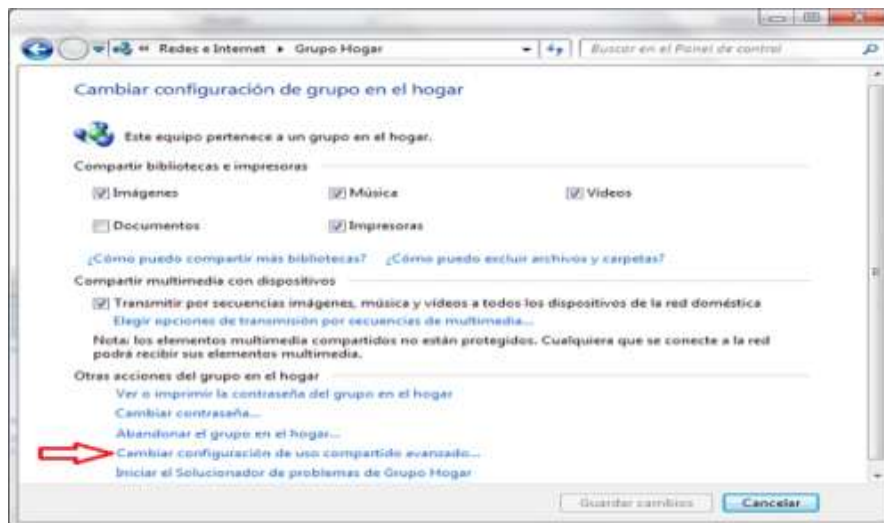 « Redes e Internet ▸ Grupo Hogar
Buscar en el Panel de control
Cambiar configuración de grupo en el hogar
Este equipo pertenece a un grupo en el hogar.
Compartir bibliotecas e impresoras
Imágenes Música Vídeos
Documentos Impresoras
¿Cómo puedo compartir más bibliotecas? ¿Cómo puedo excluir archivos y carpetas?
Compartir multimedia con dispositivos
Transmitir por secuencias imágenes, música y vídeos a todos los dispositivos de la red doméstica
Elegir opciones de transmisión por secuencias de multimedia...
Nota: los elementos multimedia compartidos no están protegidos. Cualquiera que se conecte a la red
podrá recibir sus elementos multimedia.
Otras acciones del grupo en el hogar
Ver o imprimir la contraseña del grupo en el hogar
Cambiar contraseña...
Abandonar el grupo en el hogar...
Cambiar configuración de uso compartido avanzado...
Iniciar el Solucionador de problemas de Grupo Hogar
Guardar cambios Cancelar